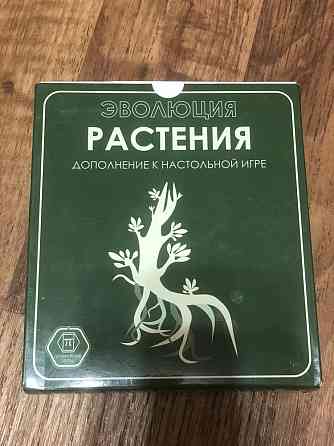 ЭВОЛЮЦИЯ
РАСТЕНИЯ
ДОПОЛНЕНИЕ К НАСТОЛЬНОЙ ИГРЕ